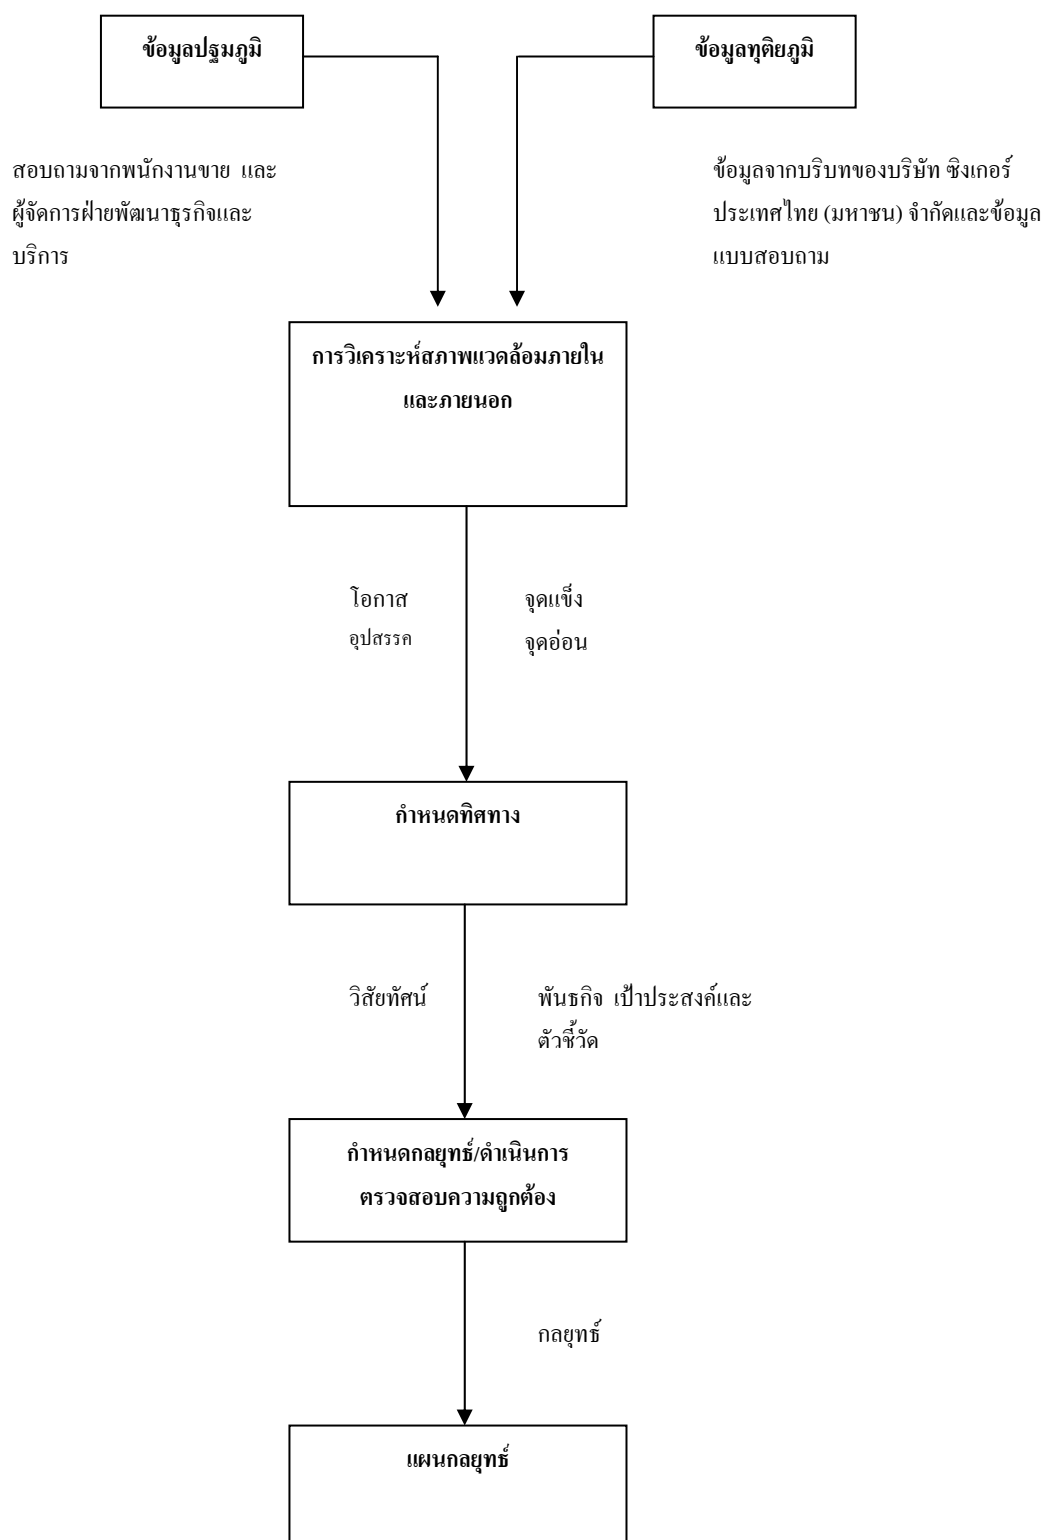 ข้อมูลปฐมภูมิ
ข้อมูลทุติยภูมิ
สอบถามจากพนักงานขาย และ
ผู้จัดการฝ่ายพัฒนาธุรกิจและ
บริการ
ข้อมูลจากบริบทของบริษัท ซิงเกอร์
ประเทศไทย (มหาชน) จำกัดและข้อมูล
แบบสอบถาม
การวิเคราะห์สภาพแวดล้อมภายใน
และภายนอก
โอกาส
อุปสรรค
จุดแข็ง
จุดอ่อน
กำหนดทิศทาง
วิสัยทัศน์
พันธกิจ เป้าประสงค์และ
ตัวชี้วัด
กำหนดกลยุทธ์/ดำเนินการ
ตรวจสอบความถูกต้อง
กลยุทธ์
แผนกลยุทธ์